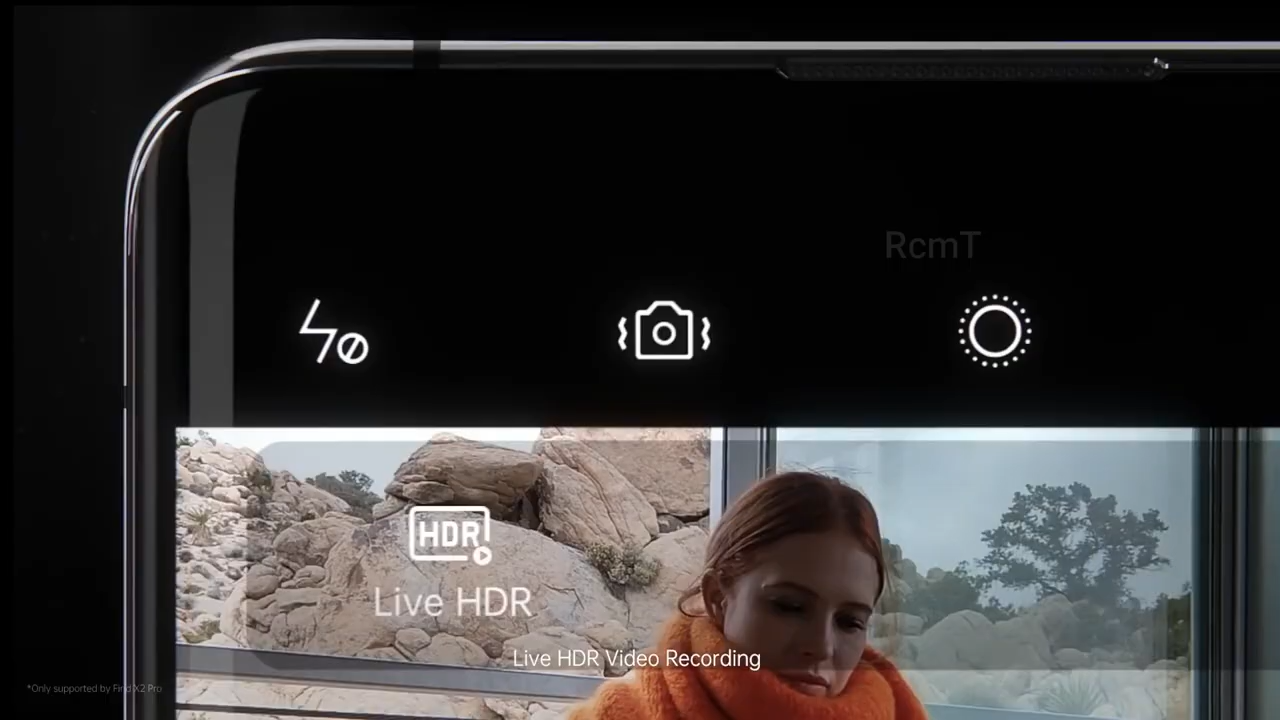 RcmT
HDR
Live HDR
Live HDR Video Recording
*Only supported by Find X2 Pro